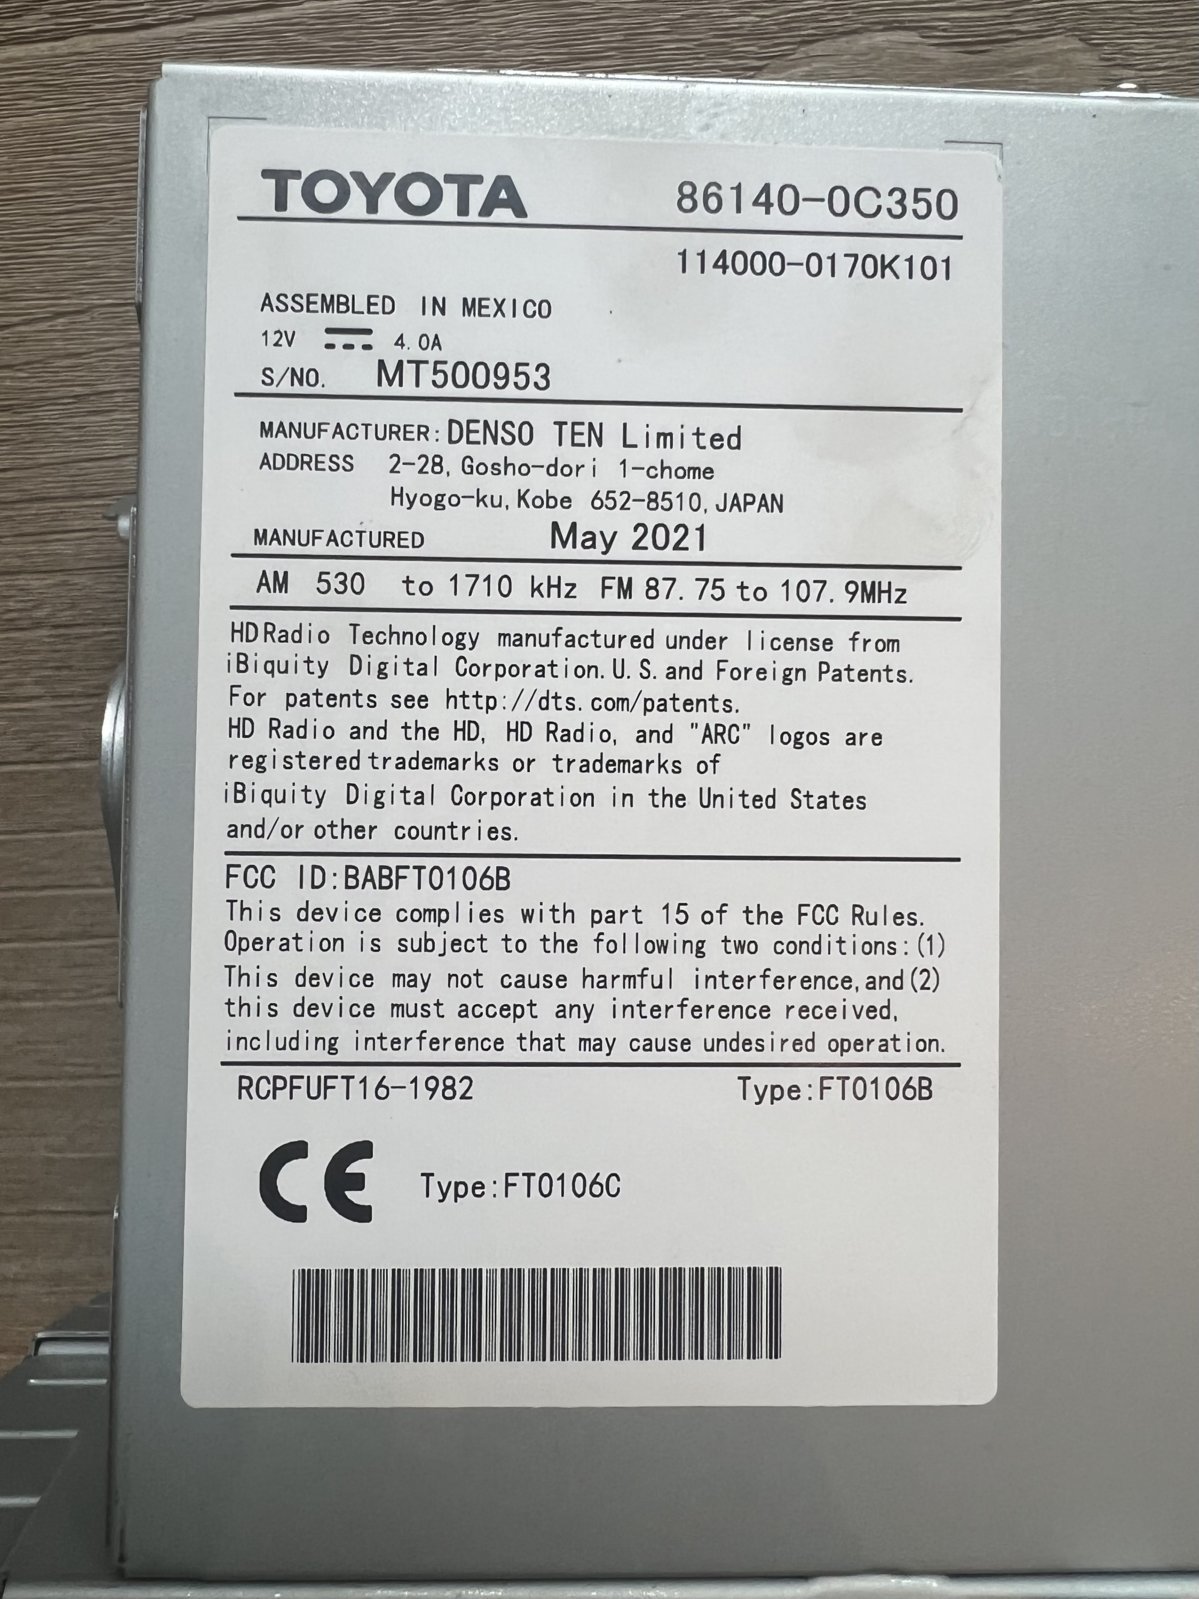 TOYOTA 86140-0C350
114000-0170K101
ASSEMBLED IN MEXICO
12V 4.0A
S/NO. MT500953
MANUFACTURER: DENSO TEN Limited
ADDRESS 2-28, Gosho-dori 1-chome
Hyogo-ku, Kobe 652-8510, JAPAN
MANUFACTURED May 2021
AM 530 to 1710 kHz FM 87.75 to 107.9MHz
HD Radio Technology manufactured under license from
iBiquity Digital Corporation. U.S. and Foreign Patents.
For patents see http://dts.com/patents.
HD Radio and the HD, HD Radio, and "ARC" logos are
registered trademarks or trademarks of
iBiquity Digital Corporation in the United States
and/or other countries.
FCC ID:BABFT0106B
This device complies with part 15 of the FCC Rules.
Operation is subject to the following two conditions:(1)
This device may not cause harmful interference, and (2)
this device must accept any interference received,
including interference that may cause undesired operation.
RCPFUFT16-1982 Type:FT0106B
CE Type:FT0106C